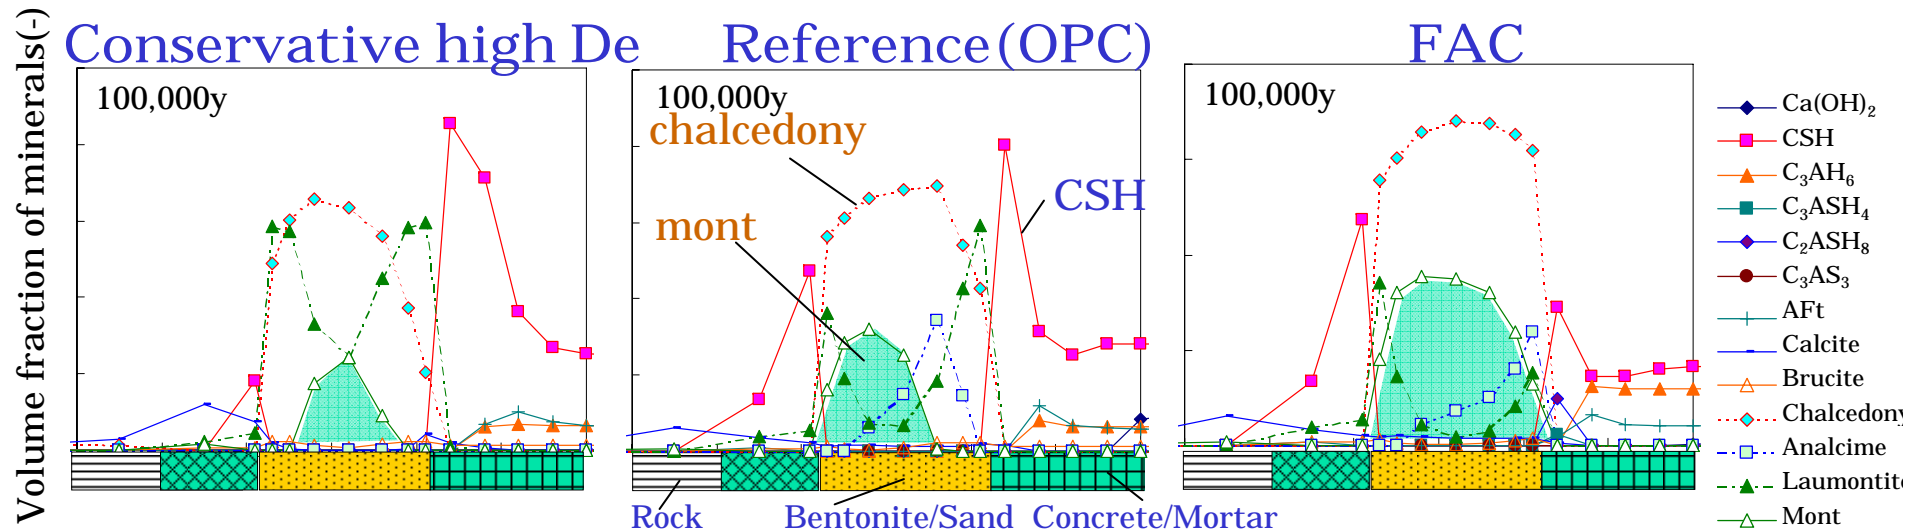 Volume fraction of minerals(-)
Conservative high De
Reference(OPC)
FAC
100,000y
100,000y
100,000y
chalcedony
mont
CSH
Rock
Bentonite/Sand
Concrete/Mortar
Ca(OH)₂
CSH
C₃AH₆
C₃ASH₄
C₂ASH₈
C₃AS₃
AFt
Calcite
Brucite
Chalcedony
Analcime
Laumontite
Mont